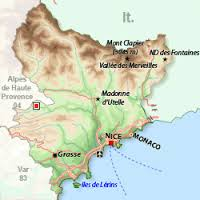 It.
Mont Clapier
ND des Fontaines
Vallée des Merveilles
Alpes
de Haute
Provence
04
Madonne
d'Utelle
NICE
MONACO
Grasse
Var
83
Iles de Lérins